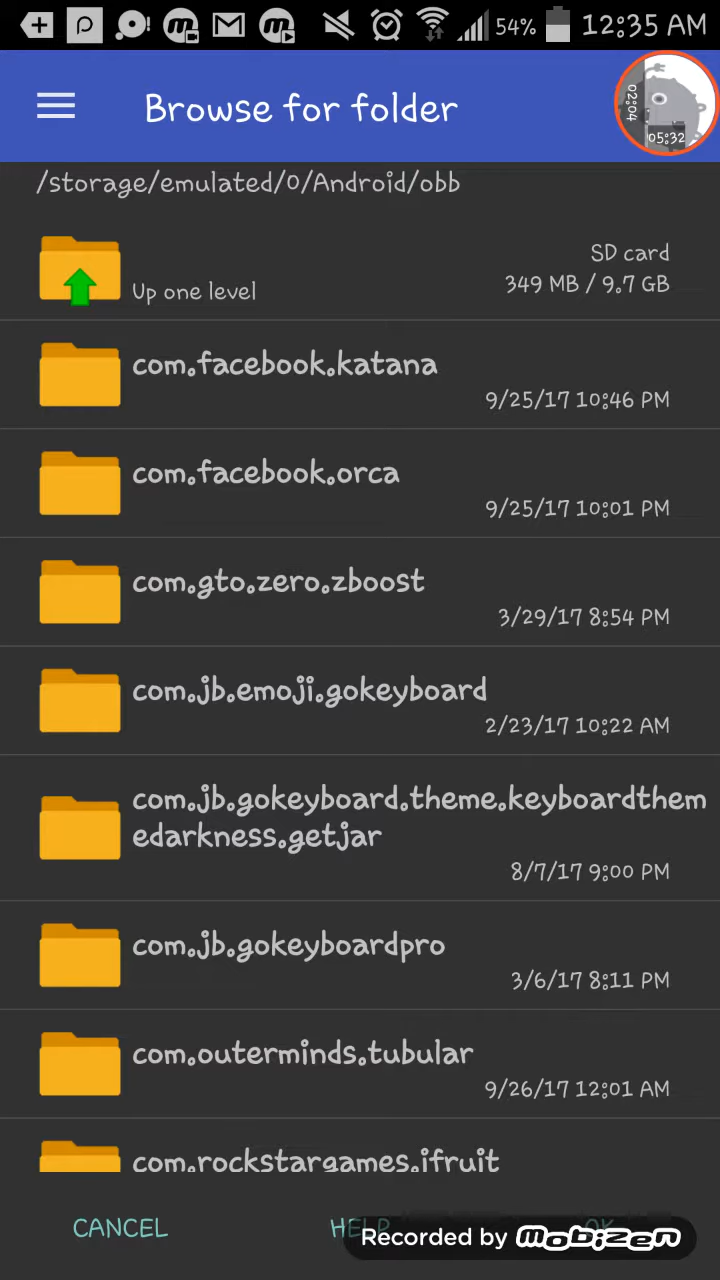 54% 12:35 AM
Browse for folder
02:04
05:32
/storage/emulated/0/Android/obb
Up one level
SD card
349 MB / 9.7 GB
com.facebook.katana
9/25/17 10:46 PM
com.facebook.orca
9/25/17 10:01 PM
com.gto.zero.zboost
3/29/17 8:54 PM
com.jb.emoji.gokeyboard
2/23/17 10:22 AM
com.jb.gokeyboard.theme.keyboardthem
edarkness.getjar
8/7/17 9:00 PM
com.jb.gokeyboardpro
3/6/17 8:11 PM
com.outerminds.tubular
9/26/17 12:01 AM
com.rockstargames.ifruit
CANCEL HELP OK
Recorded by mobizen